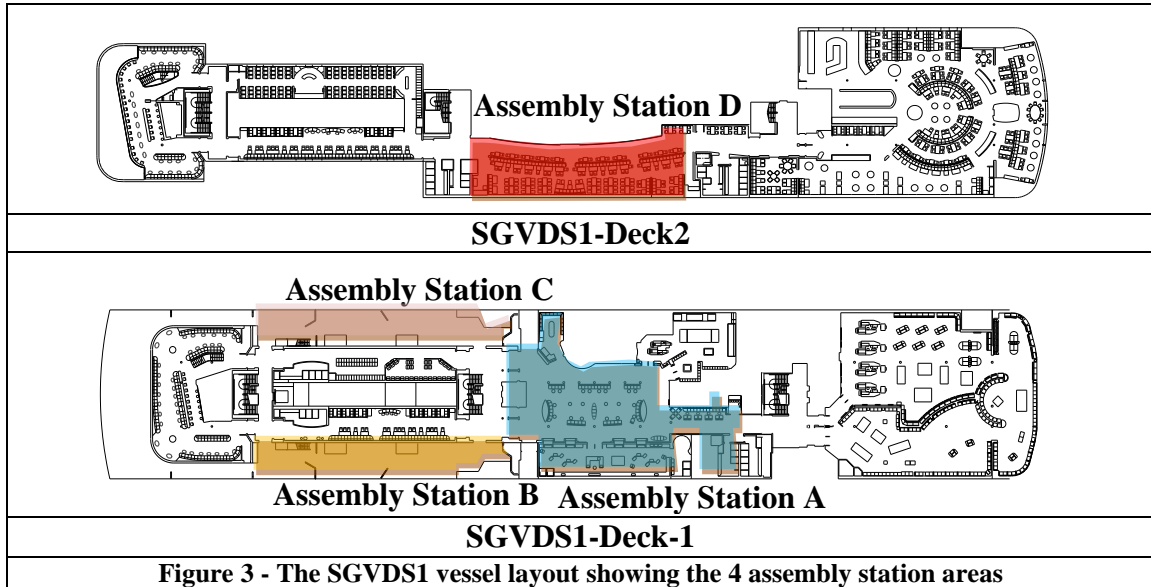 Assembly Station D
SGVDS1-Deck2
Assembly Station C
Assembly Station B
Assembly Station A
SGVDS1-Deck-1
Figure 3 - The SGVDS1 vessel layout showing the 4 assembly station areas